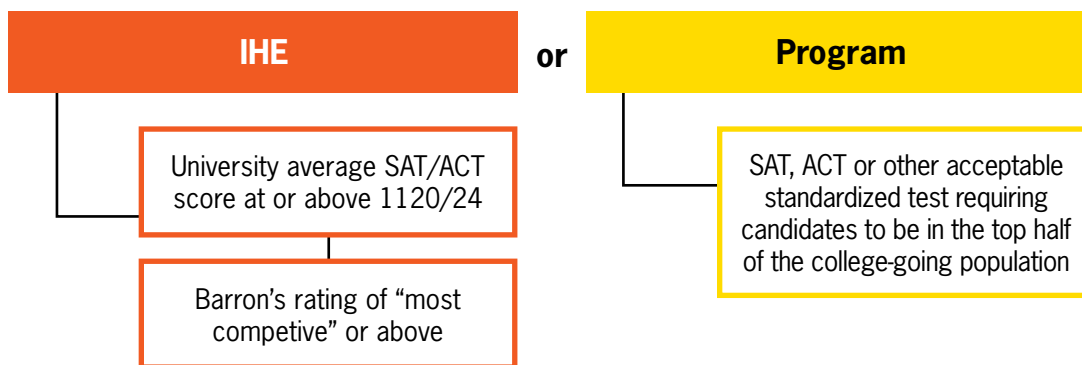 IHE
or
Program
University average SAT/ACT
score at or above 1120/24
Barron's rating of “most
competive” or above
SAT, ACT or other acceptable
standardized test requiring
candidates to be in the top half
of the college-going population